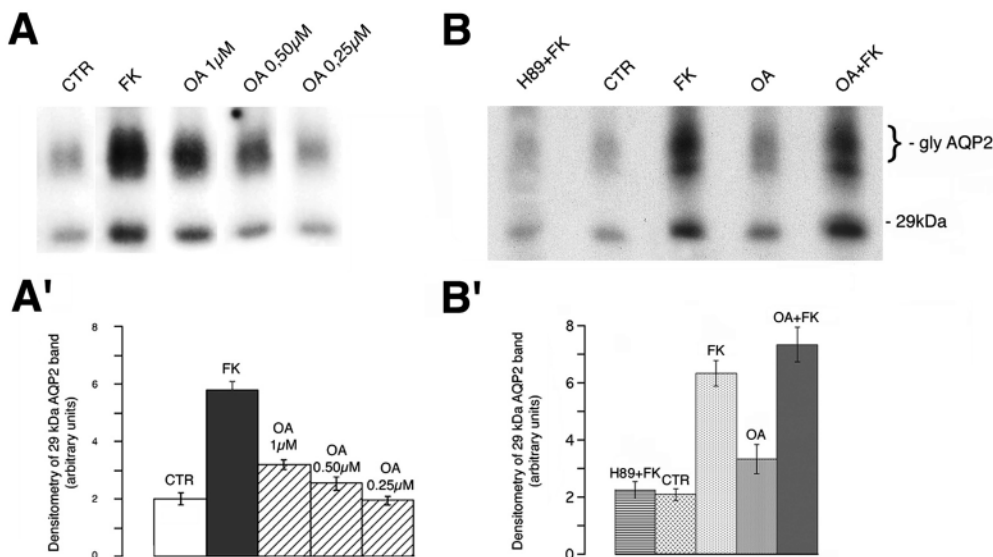 A
CTR
FK
OA 1µM
OA 0,50µM
OA 0,25µM
B
H89+FK
CTR
FK
OA
OA+FK
} - gly AQP2
- 29kDa
A'
Densitometry of 29 kDa AQP2 band
(arbitrary units)
8
6
4
2
0
CTR
FK
OA
1µM
OA
0.50µM
OA
0.25µM
B'
Densitometry of 29 kDa AQP2 band
(arbitrary units)
8
6
4
2
0
H89+FK
CTR
FK
OA
OA+FK